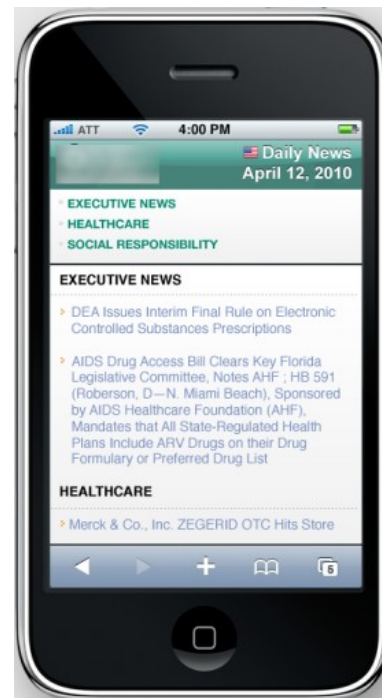 ATT 4:00 PM
Daily News
April 12, 2010
EXECUTIVE NEWS
HEALTHCARE
SOCIAL RESPONSIBILITY
EXECUTIVE NEWS
› DEA Issues Interim Final Rule on Electronic
Controlled Substances Prescriptions
› AIDS Drug Access Bill Clears Key Florida
Legislative Committee, Notes AHF ; HB 591
(Roberson, D—N. Miami Beach), Sponsored
by AIDS Healthcare Foundation (AHF),
Mandates that All State-Regulated Health
Plans Include ARV Drugs on their Drug
Formulary or Preferred Drug List
HEALTHCARE
› Merck & Co., Inc. ZEGERID OTC Hits Store
5